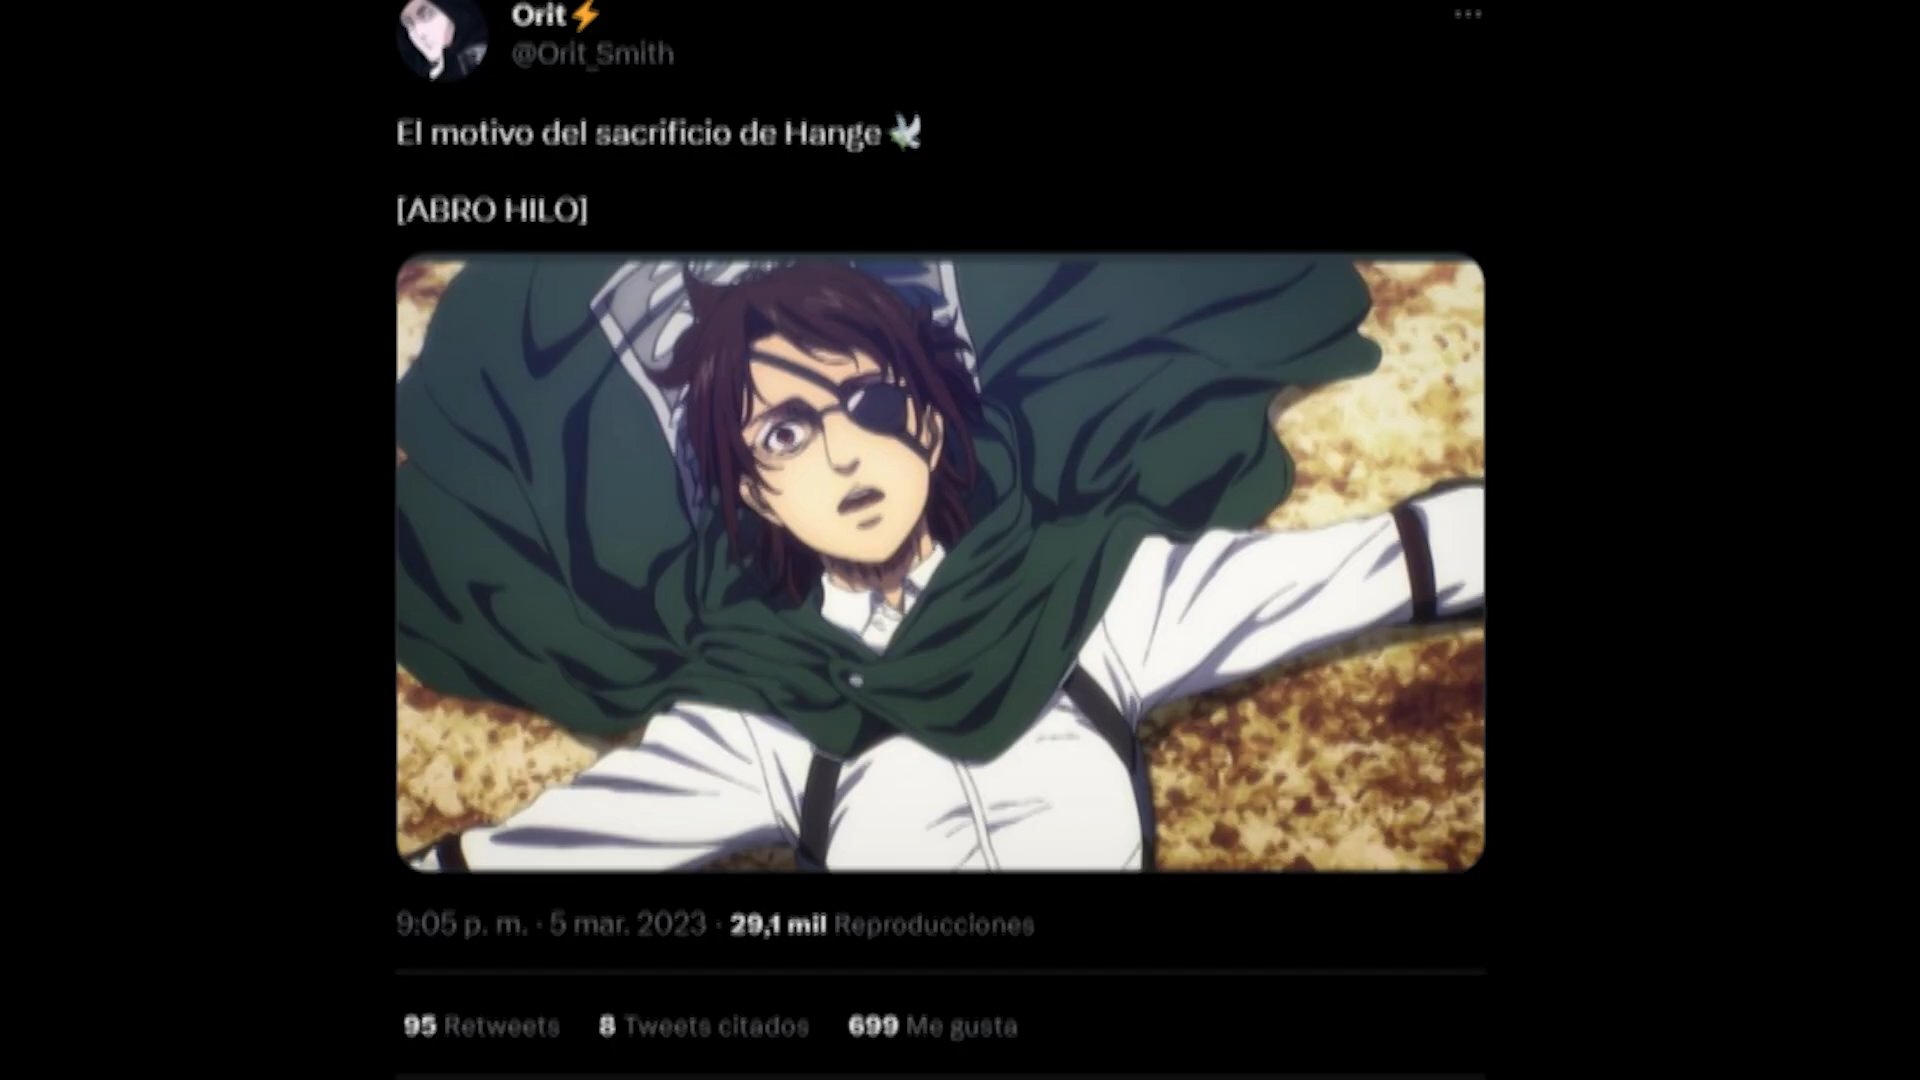 Orit⚡
@Orit_Smith
El motivo del sacrificio de Hange 🕊
[ABRO HILO]
9:05 p. m. · 5 mar. 2023 · 29,1 mil Reproducciones
95 Retweets 8 Tweets citados 699 Me gusta